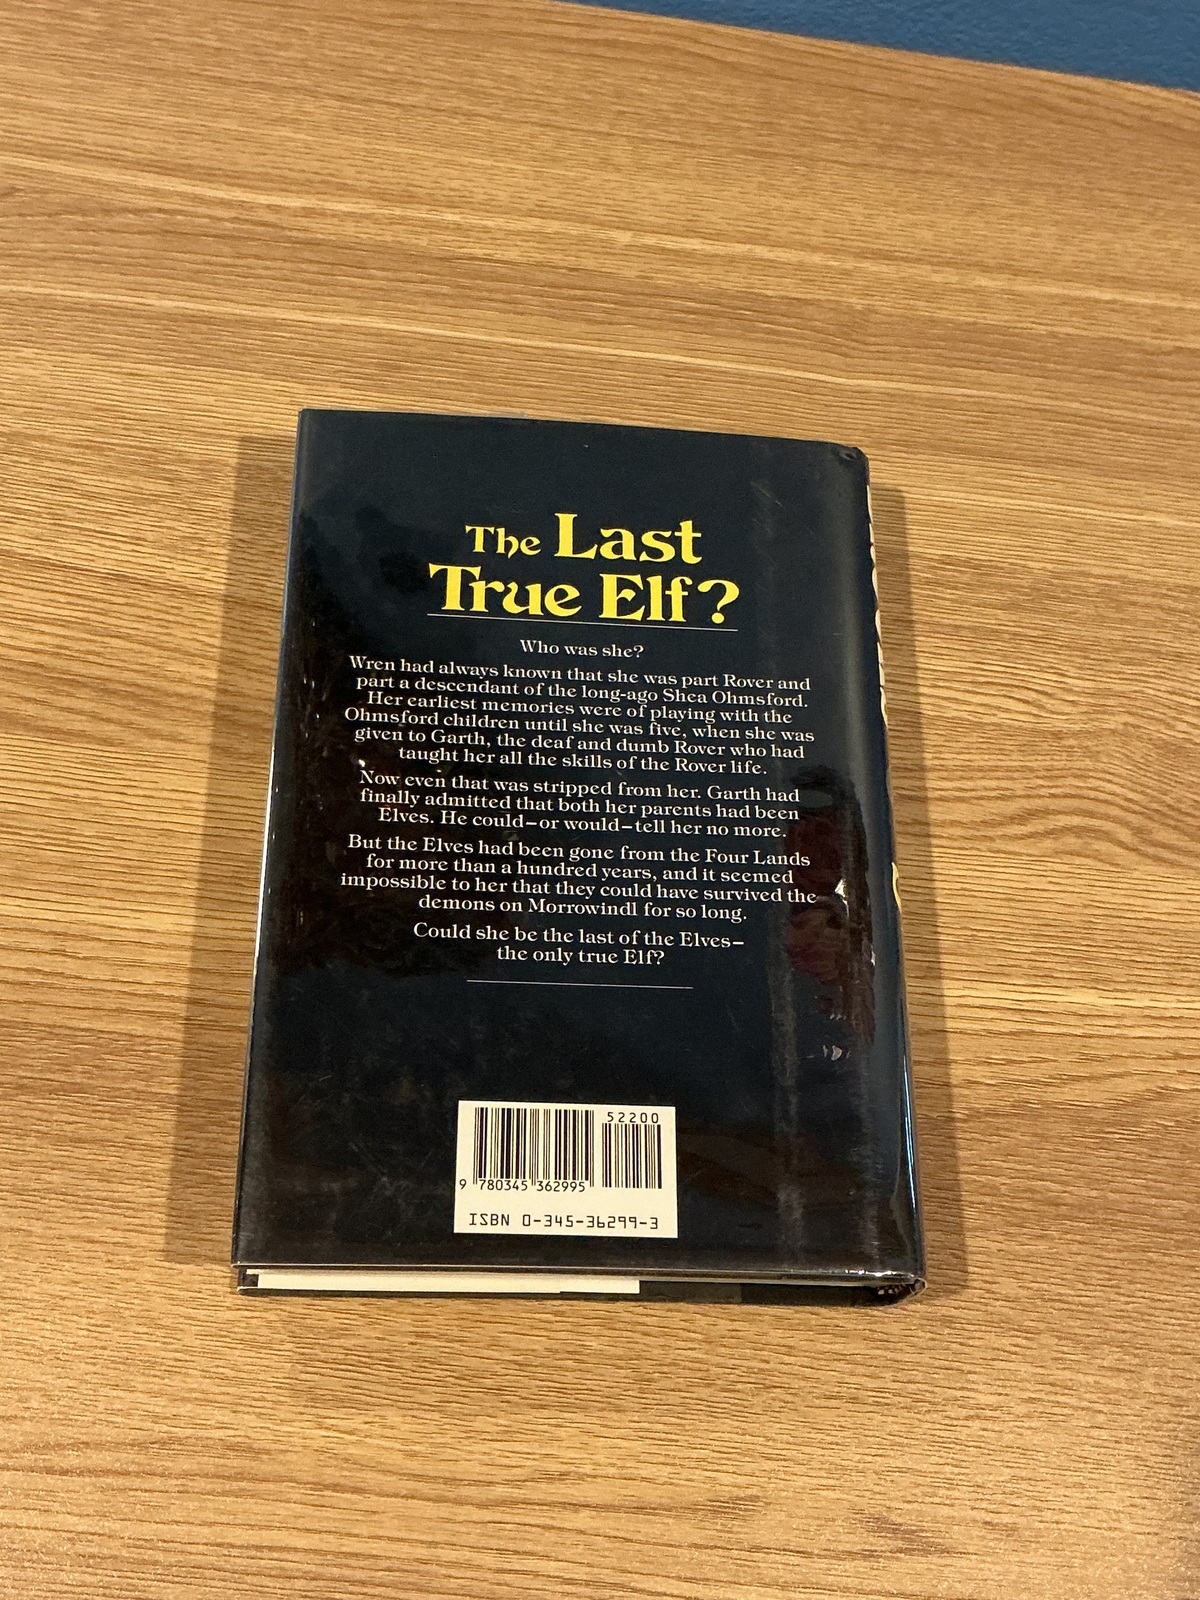 The Last
True Elf?
Who was she?
Wren had always known that she was part Rover and
part a descendant of the long-ago Shea Ohmsford.
Her earliest memories were of playing with the
Ohmsford children until she was five, when she was
given to Garth, the deaf and dumb Rover who had
taught her all the skills of the Rover life.
Now even that was stripped from her. Garth had
finally admitted that both her parents had been
Elves. He could–or would–tell her no more.
But the Elves had been gone from the Four Lands
for more than a hundred years, and it seemed
impossible to her that they could have survived the
demons on Morrowindl for so long.
Could she be the last of the Elves–
the only true Elf?
52200
9 780345 362995
ISBN 0-345-36299-3